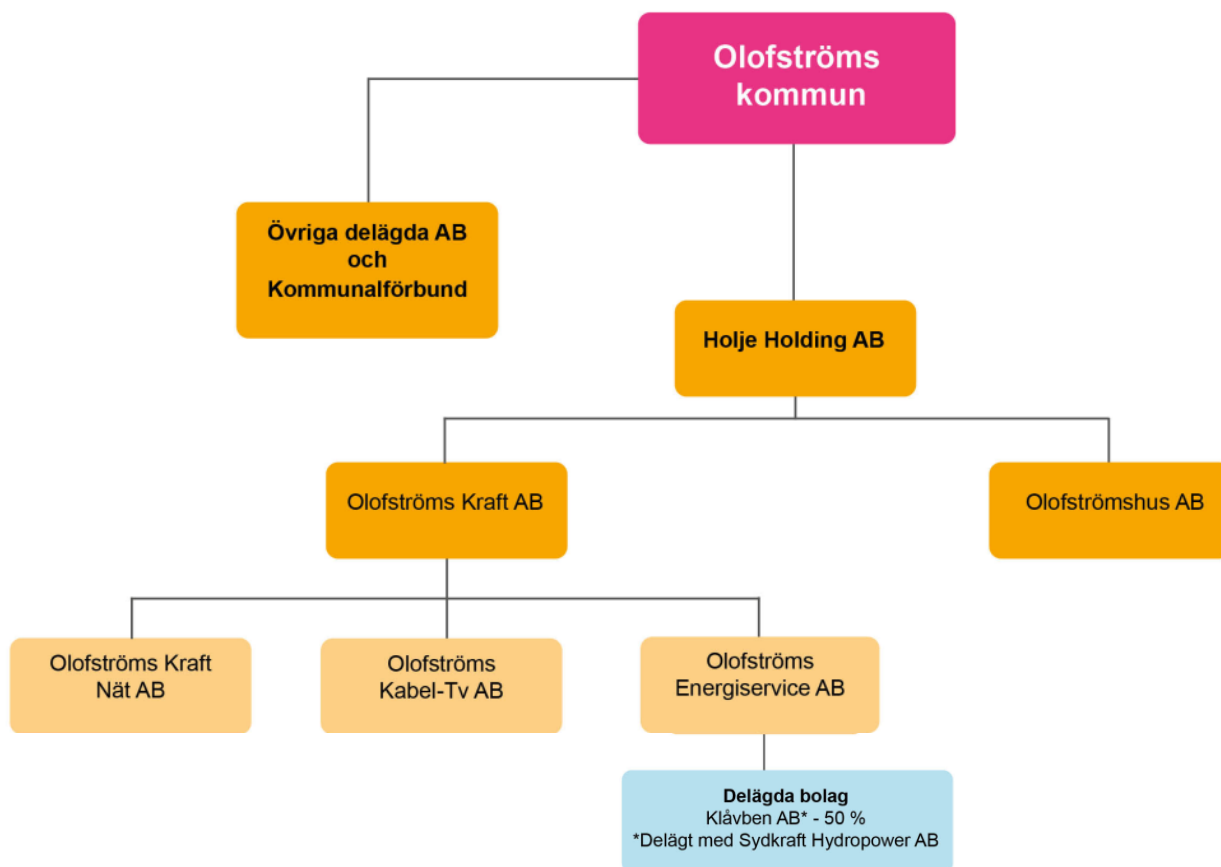 Olofströms
kommun
Övriga delägda AB
och
Kommunalförbund
Holje Holding AB
Olofströms Kraft AB
Olofströmshus AB
Olofströms Kraft
Nät AB
Olofströms
Kabel-Tv AB
Olofströms
Energiservice AB
Delägda bolag
Klåvben AB* - 50 %
*Delägt med Sydkraft Hydropower AB